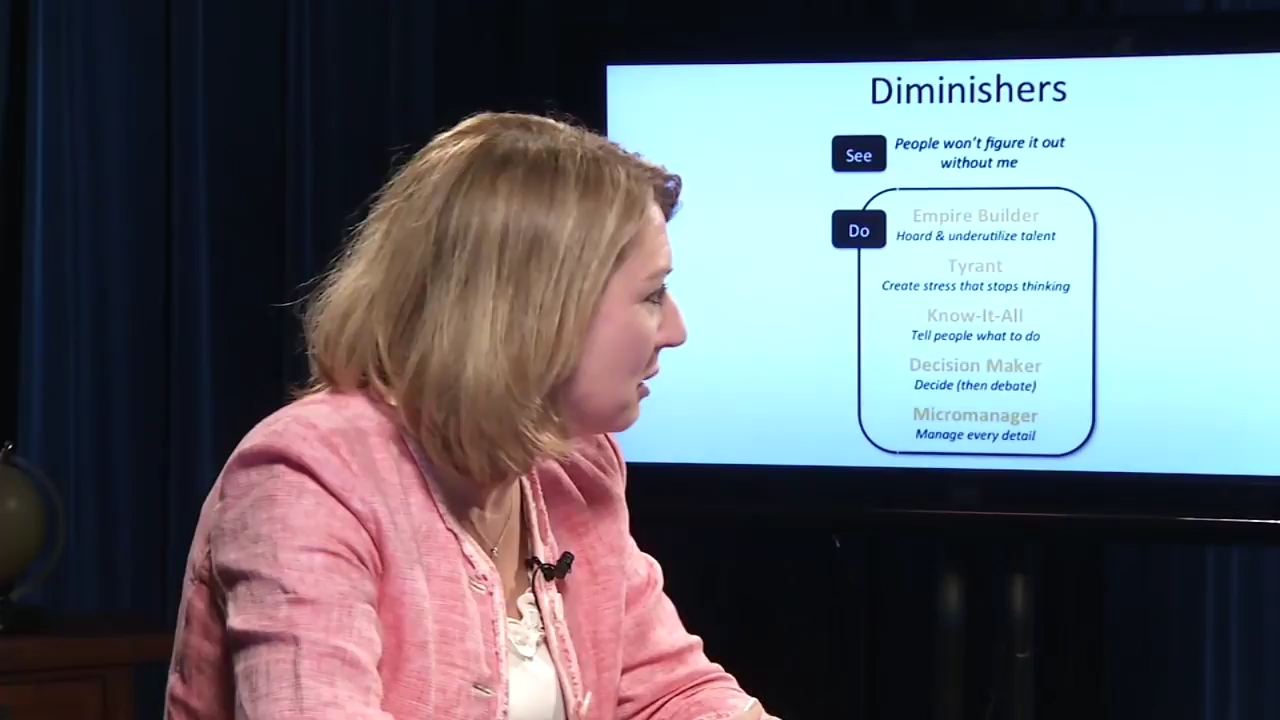 Diminishers
See
People won't figure it out
without me
Do
Empire Builder
Hoard & underutilize talent
Tyrant
Create stress that stops thinking
Know-It-All
Tell people what to do
Decision Maker
Decide (then debate)
Micromanager
Manage every detail